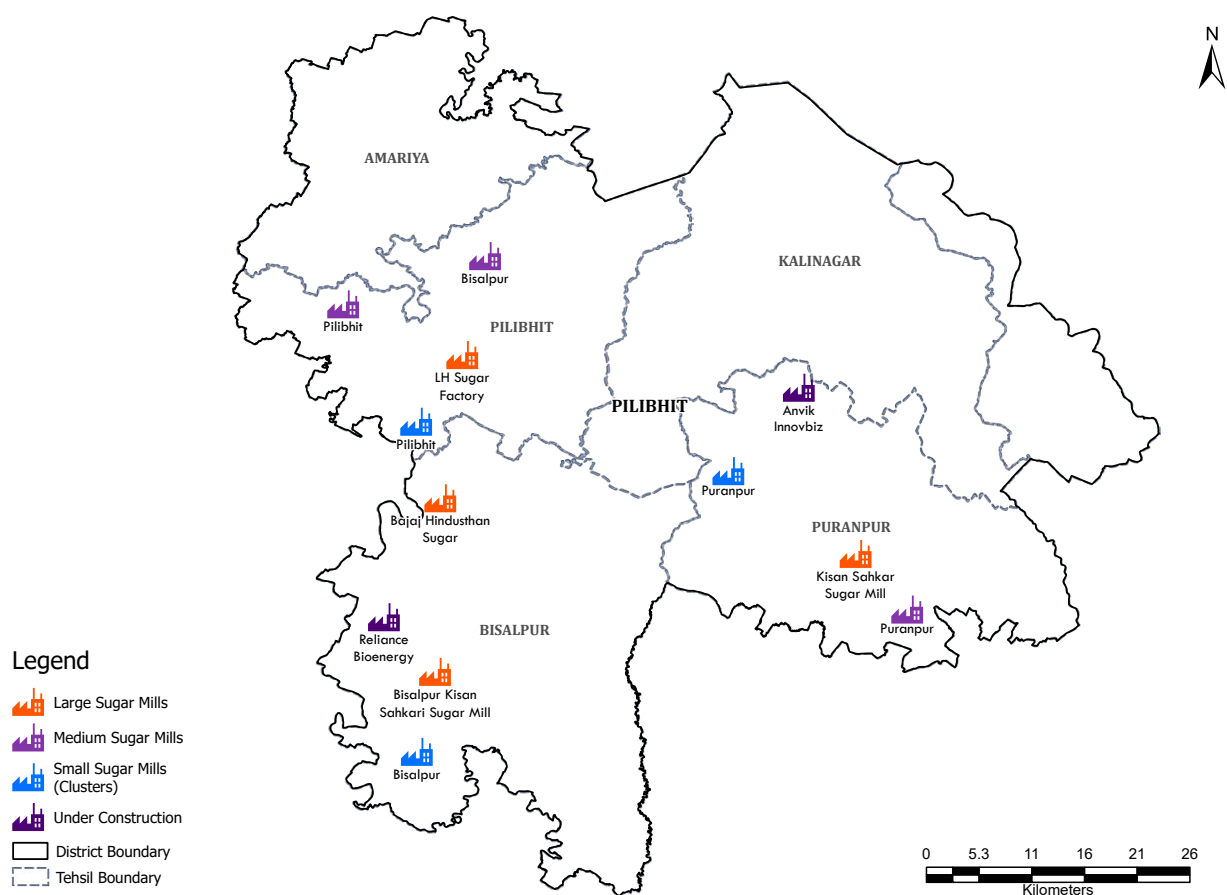 N
AMARIYA
KALINAGAR
Bisalpur
Pilibhit
PILIBHIT
LH Sugar
Factory
PILIBHIT
Anvik
Innovbiz
Pilibhit
Puranpur
Bajaj Hindusthan
Sugar
PURANPUR
Kisan Sahkar
Sugar Mill
Puranpur
Reliance
Bioenergy
BISALPUR
Bisalpur Kisan
Sahkari Sugar Mill
Bisalpur
Legend
Large Sugar Mills
Medium Sugar Mills
Small Sugar Mills
(Clusters)
Under Construction
District Boundary
Tehsil Boundary
0 5.3 11 16 21 26
Kilometers